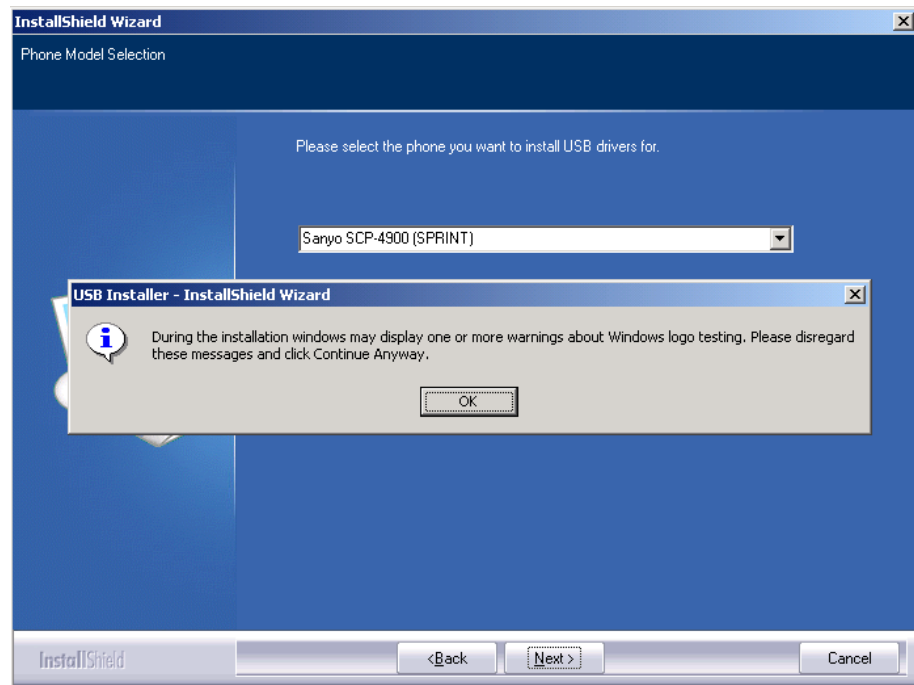 InstallShield Wizard
Phone Model Selection
Please select the phone you want to install USB drivers for.
Sanyo SCP-4900 (SPRINT)
USB Installer - InstallShield Wizard
During the installation windows may display one or more warnings about Windows logo testing. Please disregard
these messages and click Continue Anyway.
OK
InstallShield
<Back
Next >
Cancel